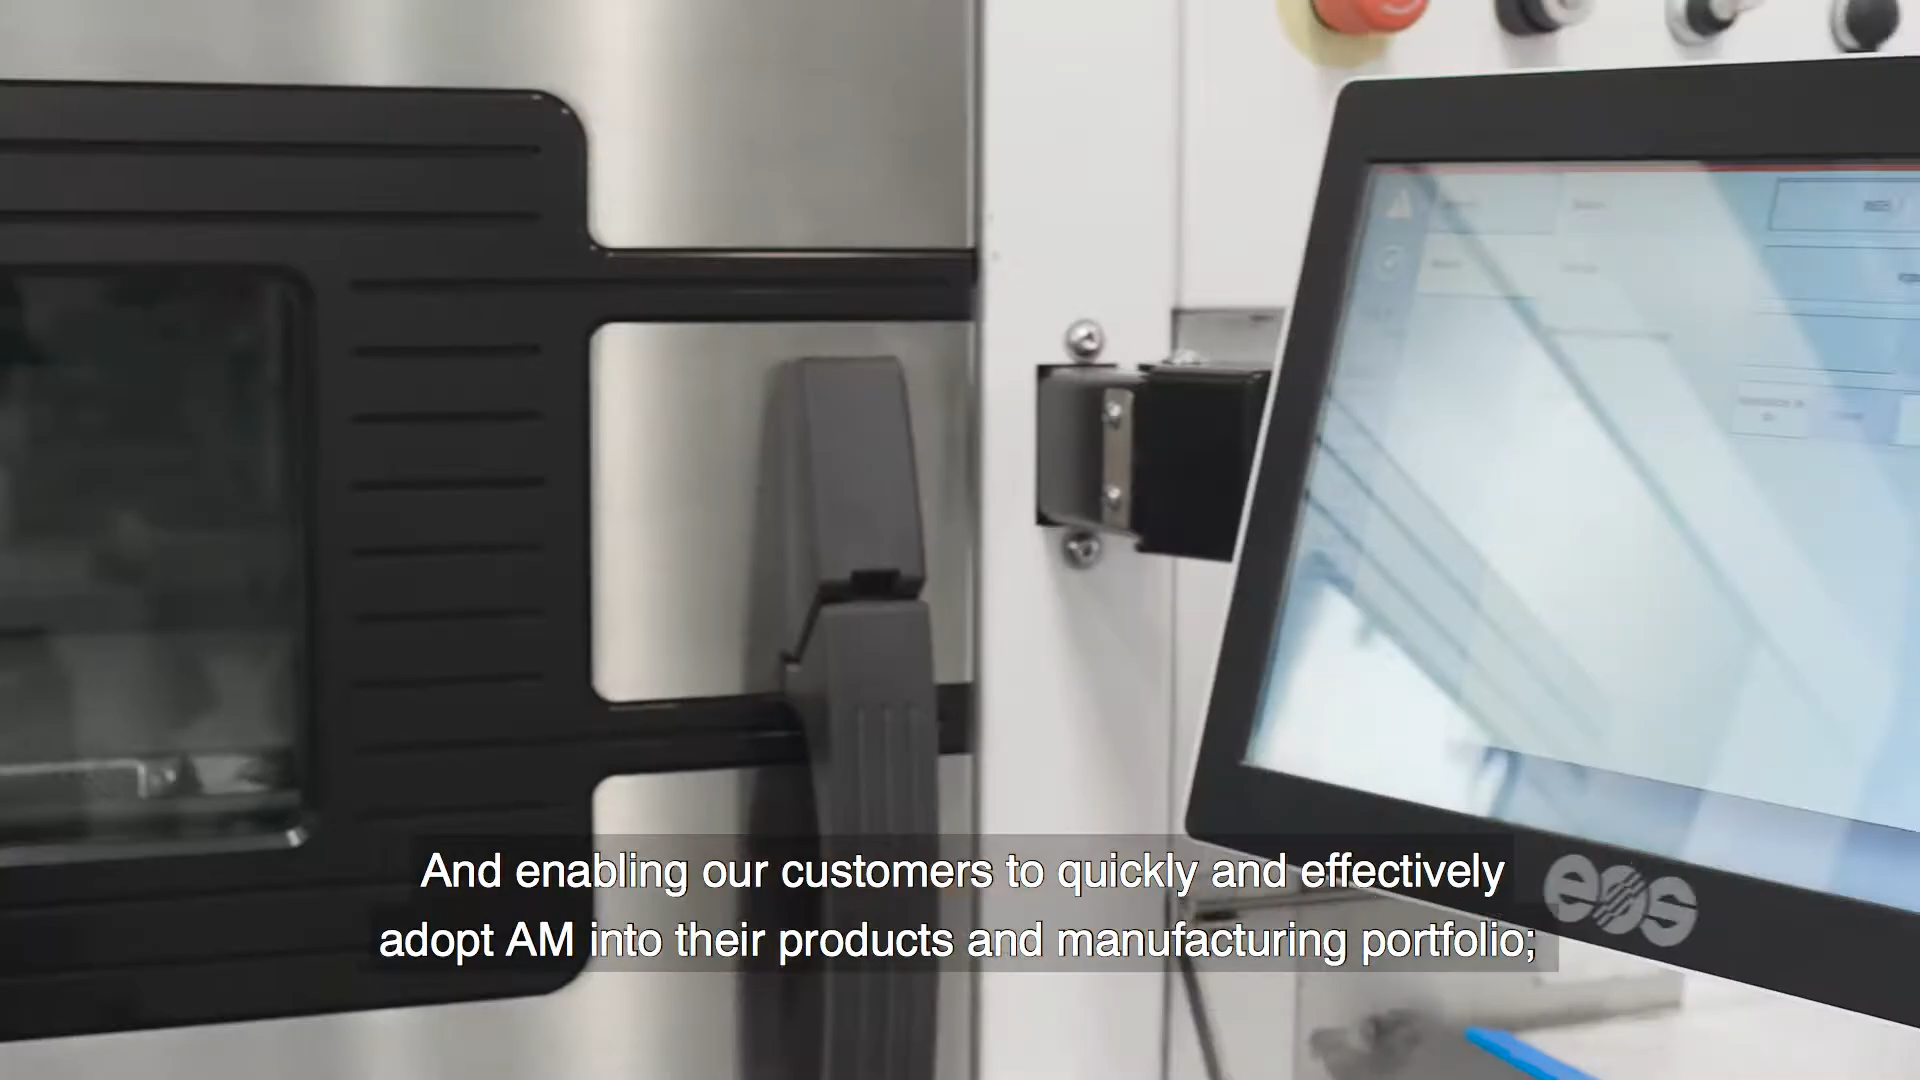 And enabling our customers to quickly and effectively
adopt AM into their products and manufacturing portfolio;
eos